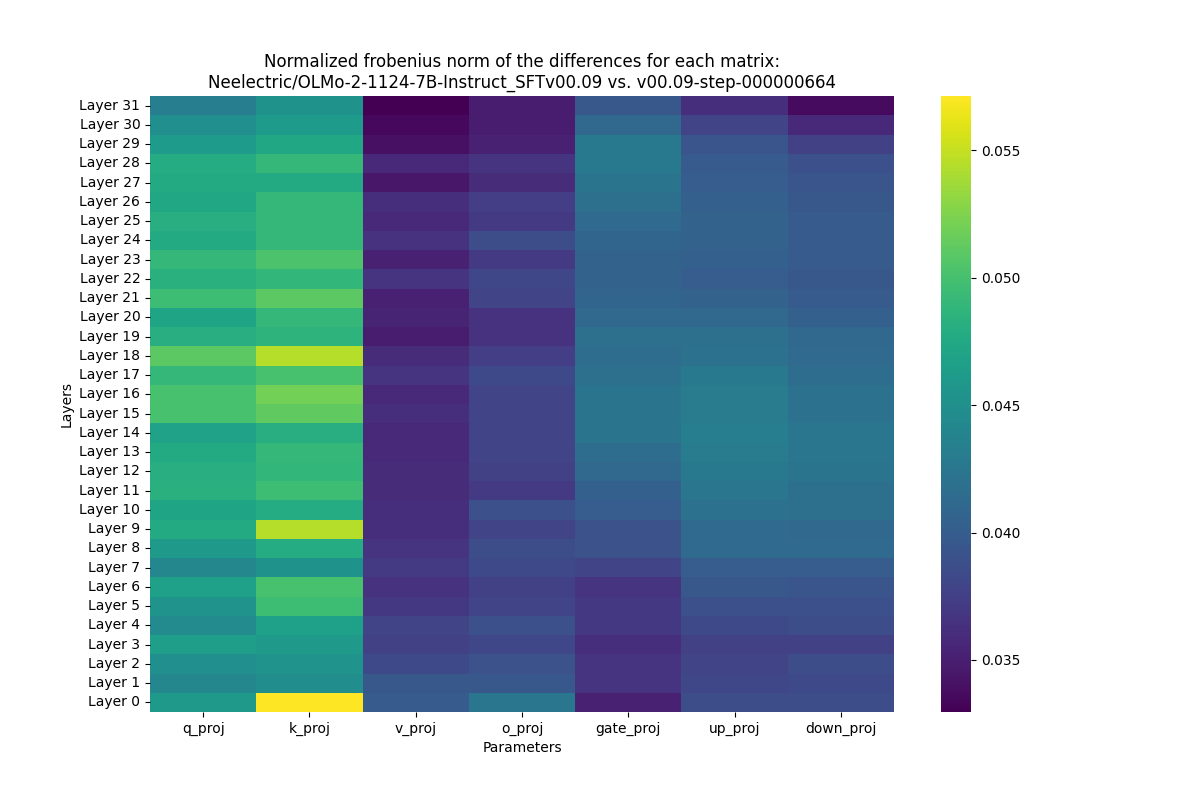 Normalized frobenius norm of the differences for each matrix:
Neelectric/OLMo-2-1124-7B-Instruct_SFTv00.09 vs. v00.09-step-000000664
Layers
Layer 31
Layer 30
Layer 29
Layer 28
Layer 27
Layer 26
Layer 25
Layer 24
Layer 23
Layer 22
Layer 21
Layer 20
Layer 19
Layer 18
Layer 17
Layer 16
Layer 15
Layer 14
Layer 13
Layer 12
Layer 11
Layer 10
Layer 9
Layer 8
Layer 7
Layer 6
Layer 5
Layer 4
Layer 3
Layer 2
Layer 1
Layer 0
q_proj k_proj v_proj o_proj gate_proj up_proj down_proj
Parameters
0.055
0.050
0.045
0.040
0.035